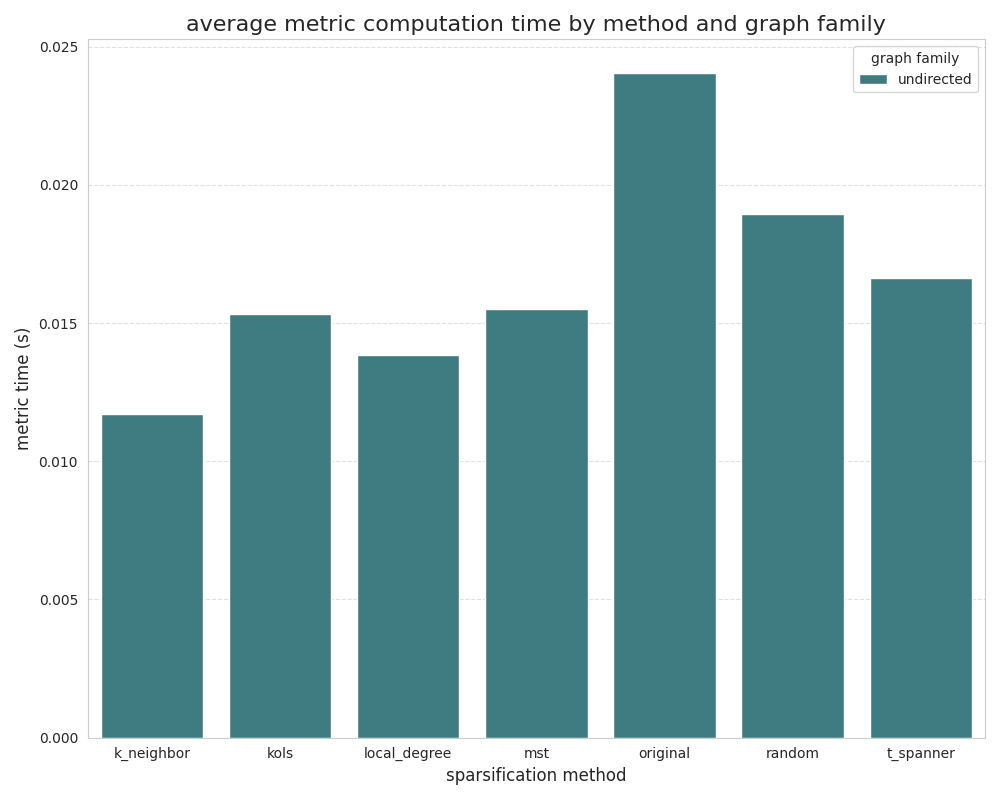 average metric computation time by method and graph family
graph family
undirected
metric time (s)
0.025
0.020
0.015
0.010
0.005
0.000
k_neighbor kols local_degree mst original random t_spanner
sparsification method